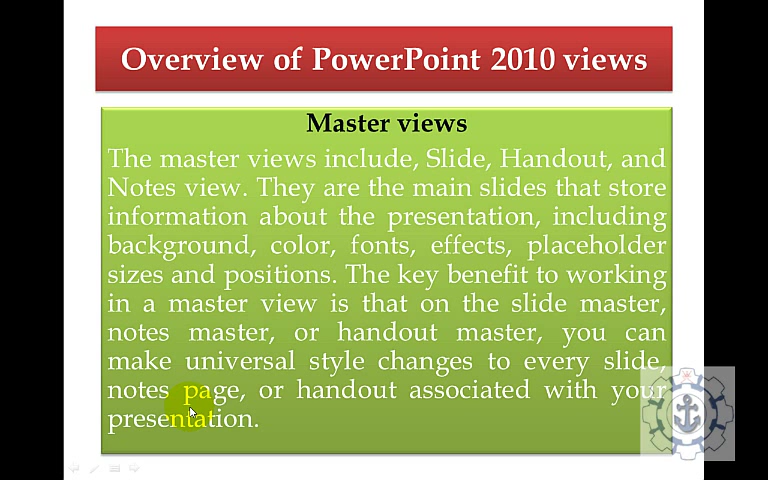 Overview of PowerPoint 2010 views
Master views
The master views include, Slide, Handout, and
Notes view. They are the main slides that store
information about the presentation, including
background, color, fonts, effects, placeholder
sizes and positions. The key benefit to working
in a master view is that on the slide master,
notes master, or handout master, you can
make universal style changes to every slide,
notes page, or handout associated with your
presentation.